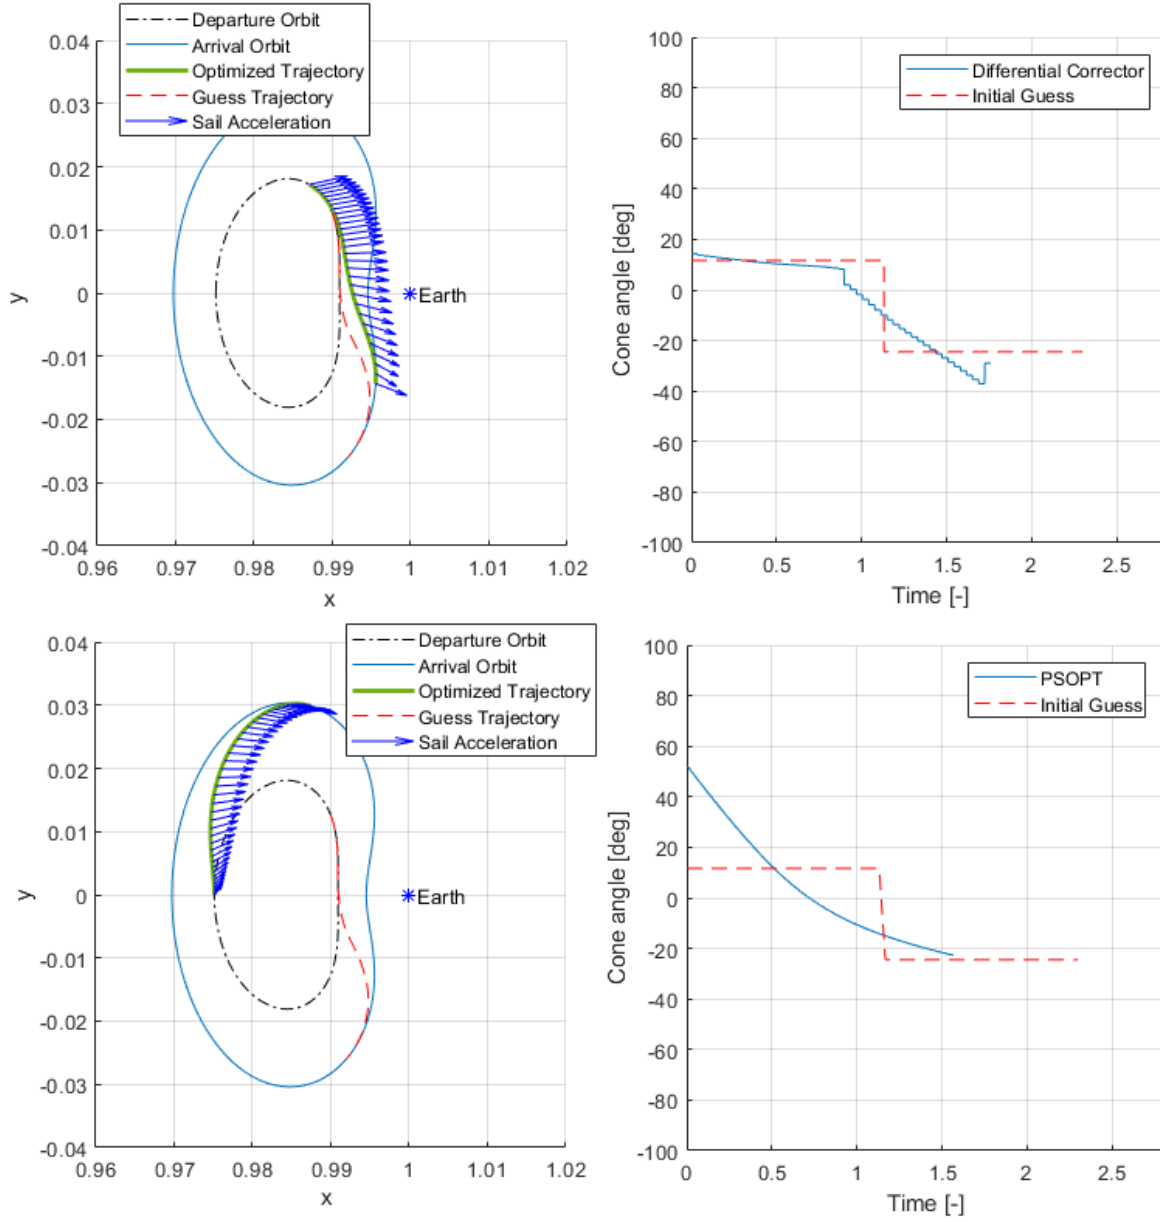 Departure Orbit
Arrival Orbit
Optimized Trajectory
Guess Trajectory
Sail Acceleration
0.04
0.03
0.02
0.01
0
-0.01
-0.02
-0.03
-0.04
y
Earth
0.96 0.97 0.98 0.99 1 1.01 1.02
x
Differential Corrector
Initial Guess
100
80
60
40
20
0
-20
-40
-60
-80
-100
Cone angle [deg]
0 0.5 1 1.5 2 2.5
Time [-]
Departure Orbit
Arrival Orbit
Optimized Trajectory
Guess Trajectory
Sail Acceleration
0.04
0.03
0.02
0.01
0
-0.01
-0.02
-0.03
-0.04
y
Earth
0.96 0.97 0.98 0.99 1 1.01 1.02
x
PSOPT
Initial Guess
100
80
60
40
20
0
-20
-40
-60
-80
-100
Cone angle [deg]
0 0.5 1 1.5 2 2.5
Time [-]